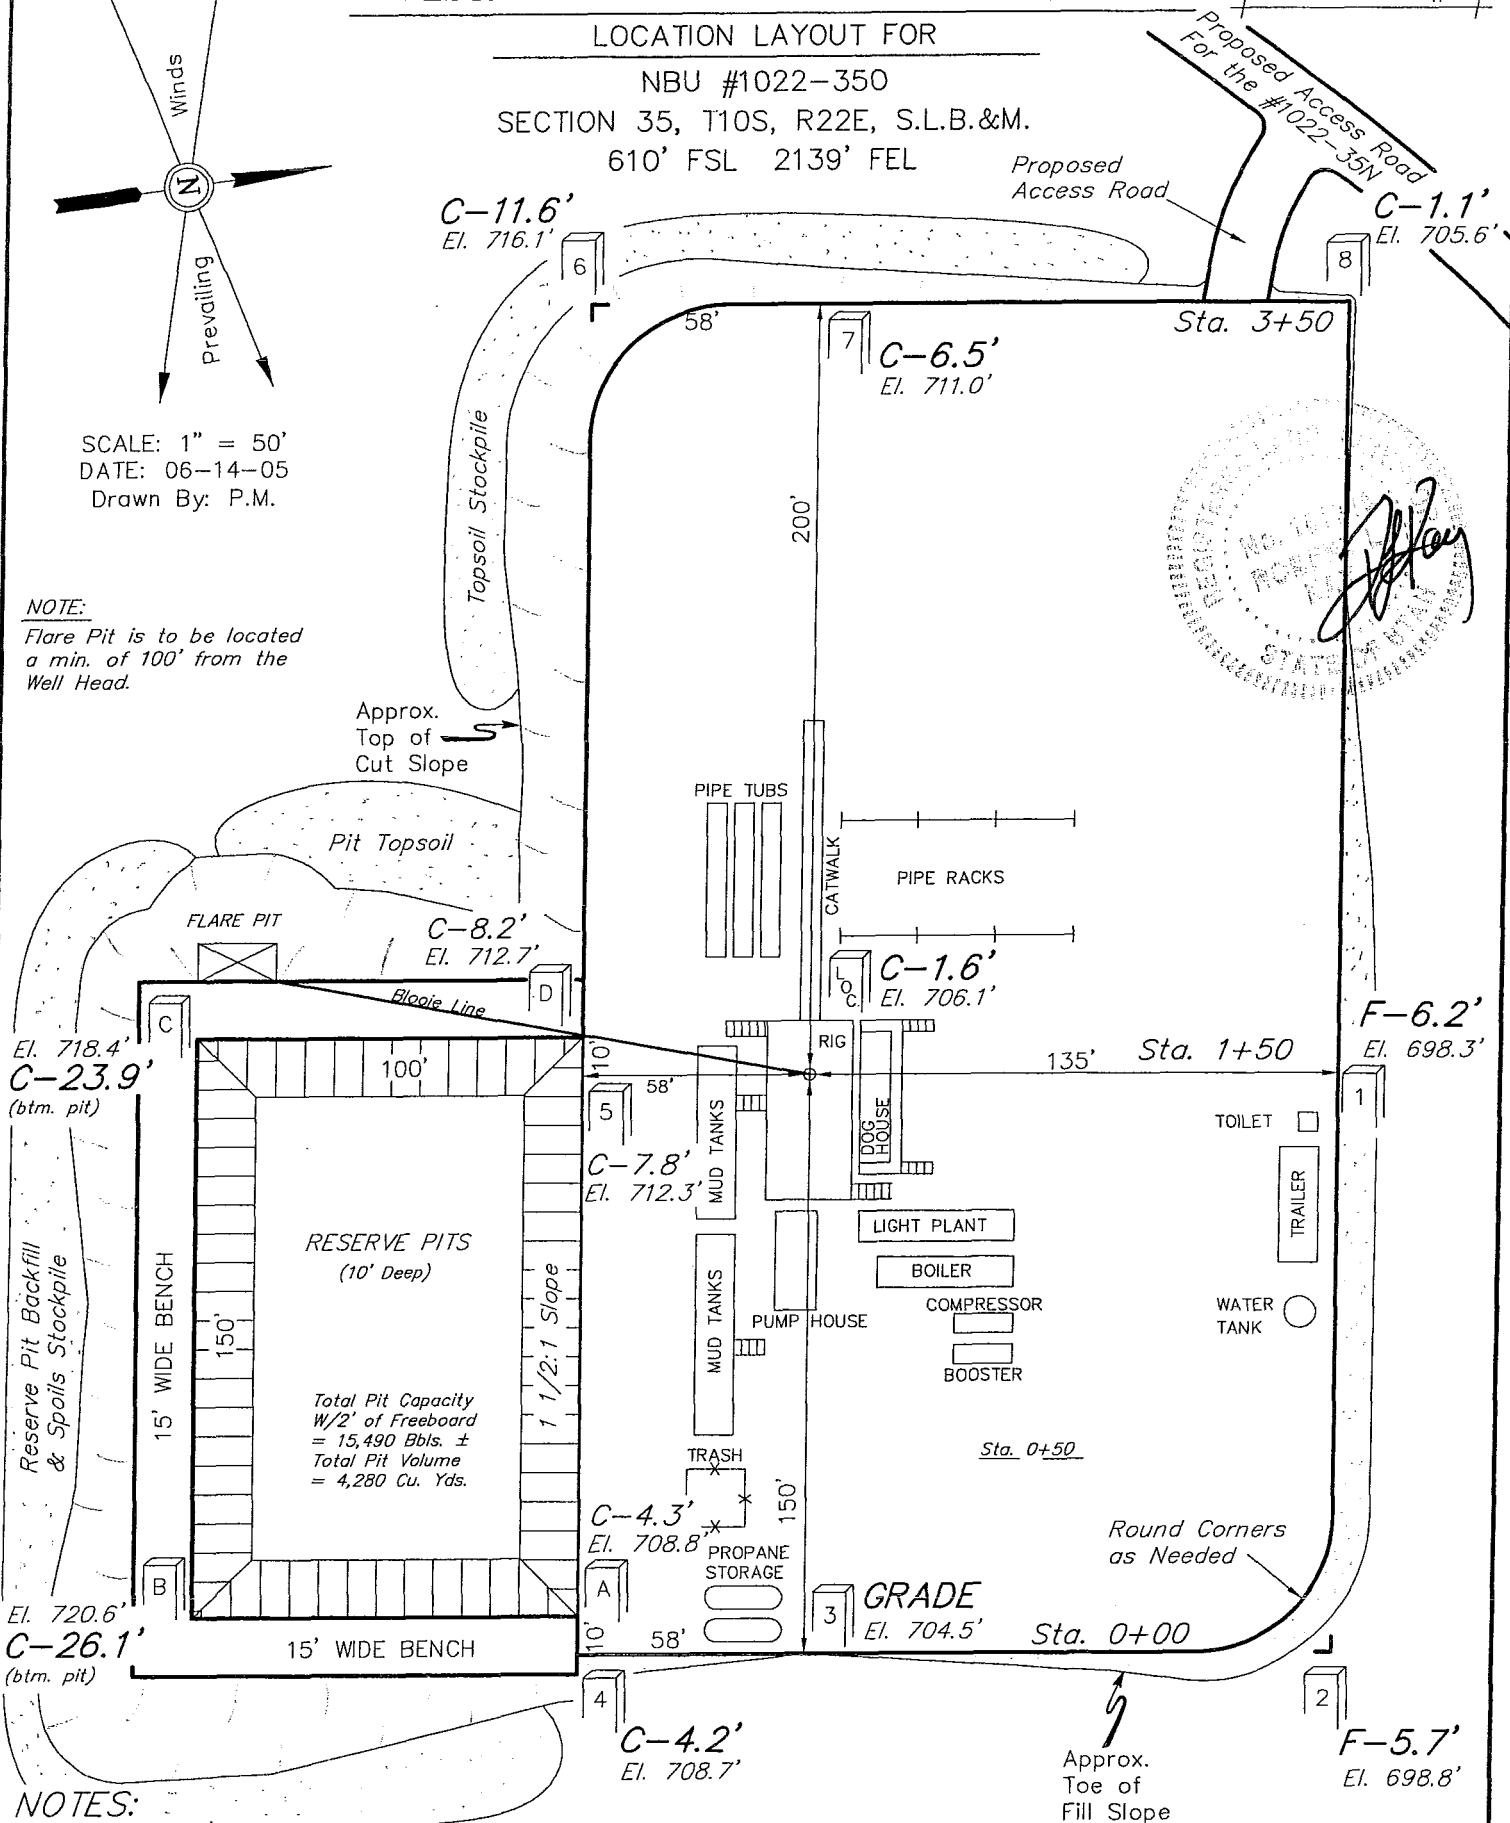 LOCATION LAYOUT FOR
NBU #1022-350
SECTION 35, T10S, R22E, S.L.B.&M.
610' FSL 2139' FEL
Winds
N
Prevailing
SCALE: 1" = 50'
DATE: 06-14-05
Drawn By: P.M.
Proposed Access Road
For the #1022-35N
Proposed
Access Road
C-11.6'
El. 716.1'
6
C-1.1'
El. 705.6'
8
58'
7
C-6.5'
El. 711.0'
Sta. 3+50
200'
Topsoil Stockpile
STATE OF UTAH
NOTE:
Flare Pit is to be located
a min. of 100' from the
Well Head.
Approx.
Top of
Cut Slope
PIPE TUBS
CATWALK
PIPE RACKS
Pit Topsoil
FLARE PIT
C-8.2'
El. 712.7'
D
Blooie Line
LOC.
C-1.6'
El. 706.1'
RIG
C
El. 718.4'
C-23.9'
(btm. pit)
100'
10'
58'
135'
Sta. 1+50
F-6.2'
El. 698.3'
1
5
C-7.8'
El. 712.3'
MUD TANKS
DOG
HOUSE
TOILET
TRAILER
LIGHT PLANT
BOILER
COMPRESSOR
BOOSTER
PUMP HOUSE
MUD TANKS
WATER
TANK
RESERVE PITS
(10' Deep)
1 1/2:1 Slope
150'
15' WIDE BENCH
Reserve Pit Backfill
& Spoils Stockpile
Total Pit Capacity
W/2' of Freeboard
= 15,490 Bbls. ±
Total Pit Volume
= 4,280 Cu. Yds.
TRASH
Sta. 0+50
150'
C-4.3'
El. 708.8'
PROPANE
STORAGE
Round Corners
as Needed
B
A
El. 720.6'
C-26.1'
(btm. pit)
15' WIDE BENCH
10'
58'
3
GRADE
El. 704.5'
Sta. 0+00
4
C-4.2'
El. 708.7'
2
F-5.7'
El. 698.8'
Approx.
Toe of
Fill Slope
NOTES: